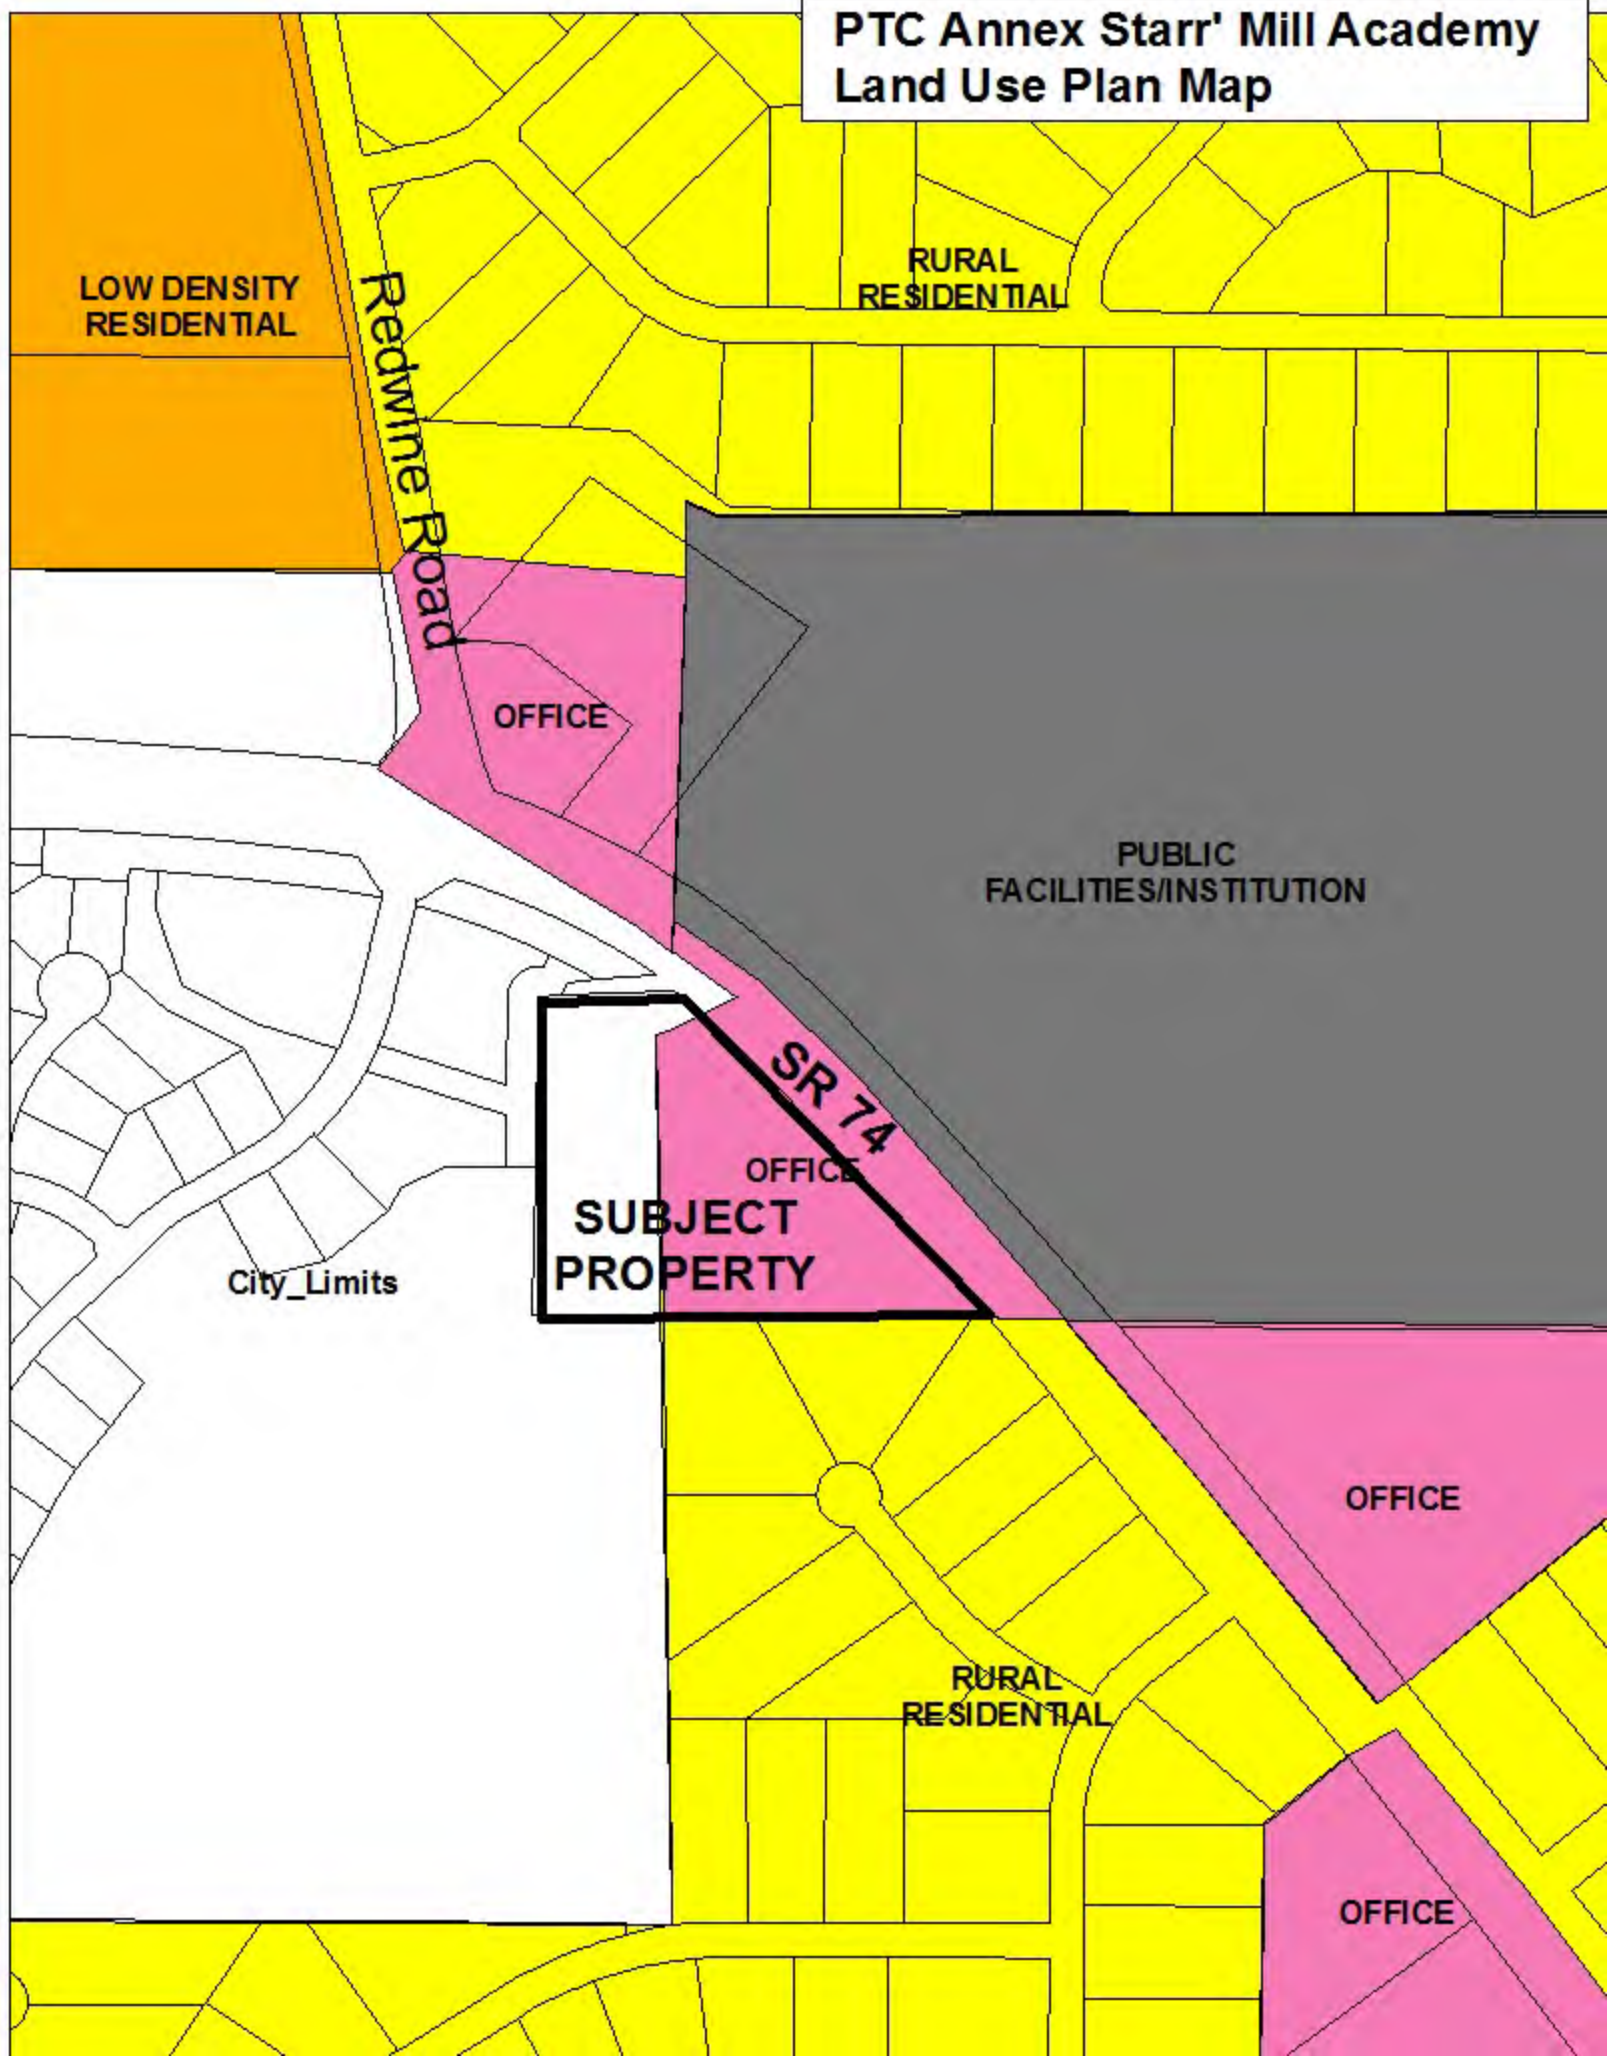 PTC Annex Starr' Mill Academy
Land Use Plan Map
RURAL
RESIDENTIAL
LOW DENSITY
RESIDENTIAL
Redwine Road
OFFICE
PUBLIC
FACILITIES/INSTITUTION
SR 74
OFFICE
SUBJECT
PROPERTY
City_Limits
OFFICE
RURAL
RESIDENTIAL
OFFICE